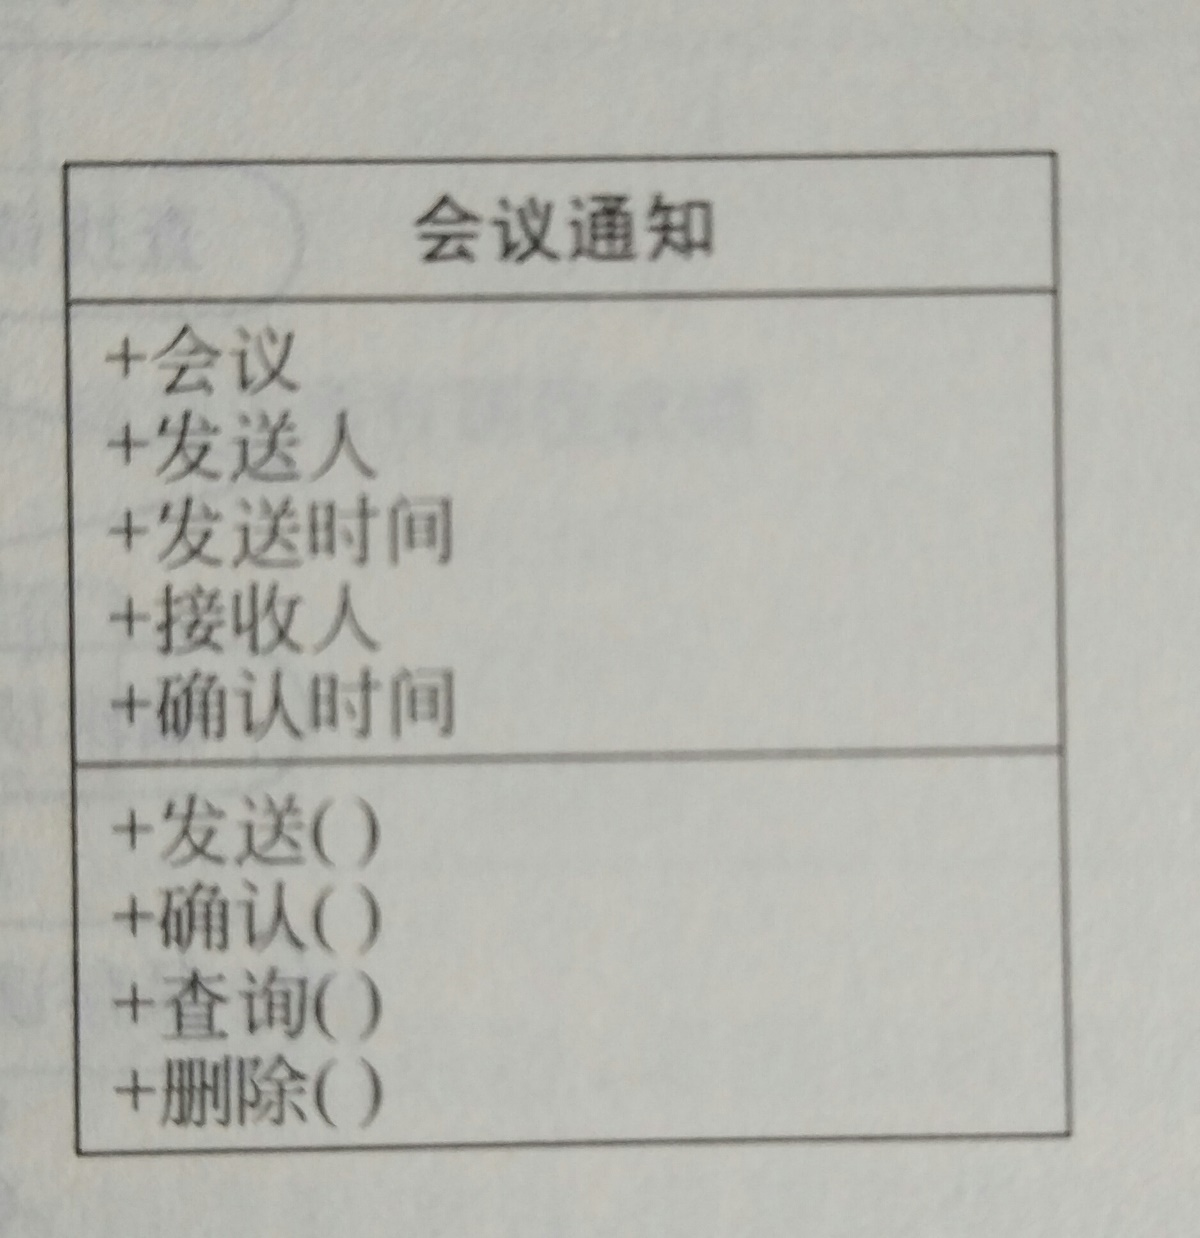 会议通知
+会议
+发送人
+发送时间
+接收人
+确认时间
+发送()
+确认()
+查询()
+删除()